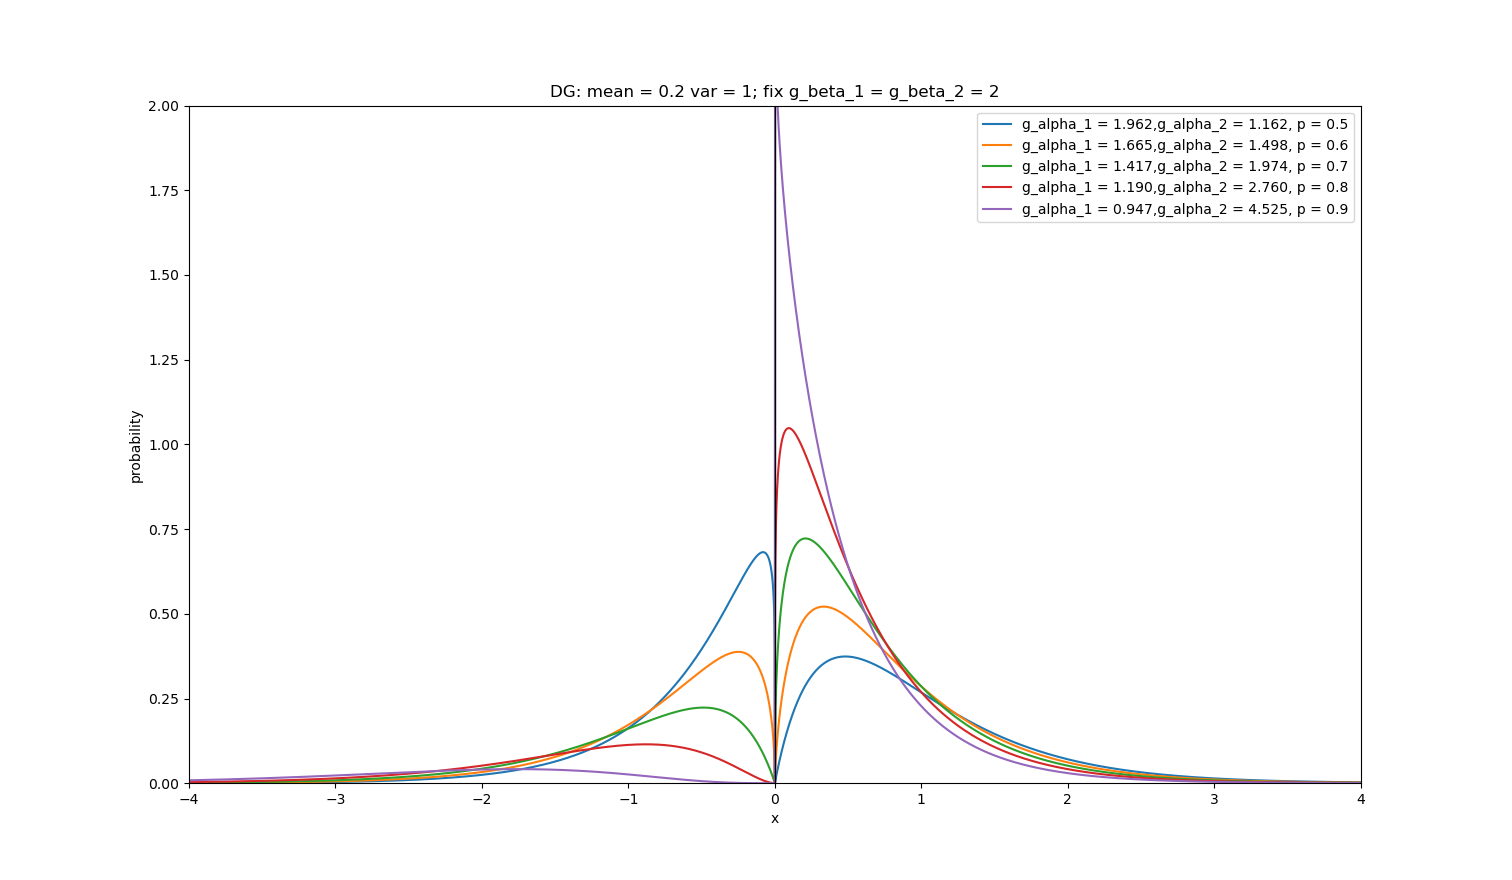 DG: mean = 0.2 var = 1; fix g_beta_1 = g_beta_2 = 2
2.00
1.75
1.50
1.25
1.00
0.75
0.50
0.25
0.00
probability
g_alpha_1 = 1.962,g_alpha_2 = 1.162, p = 0.5
g_alpha_1 = 1.665,g_alpha_2 = 1.498, p = 0.6
g_alpha_1 = 1.417,g_alpha_2 = 1.974, p = 0.7
g_alpha_1 = 1.190,g_alpha_2 = 2.760, p = 0.8
g_alpha_1 = 0.947,g_alpha_2 = 4.525, p = 0.9
−4 −3 −2 −1 0 1 2 3 4
x